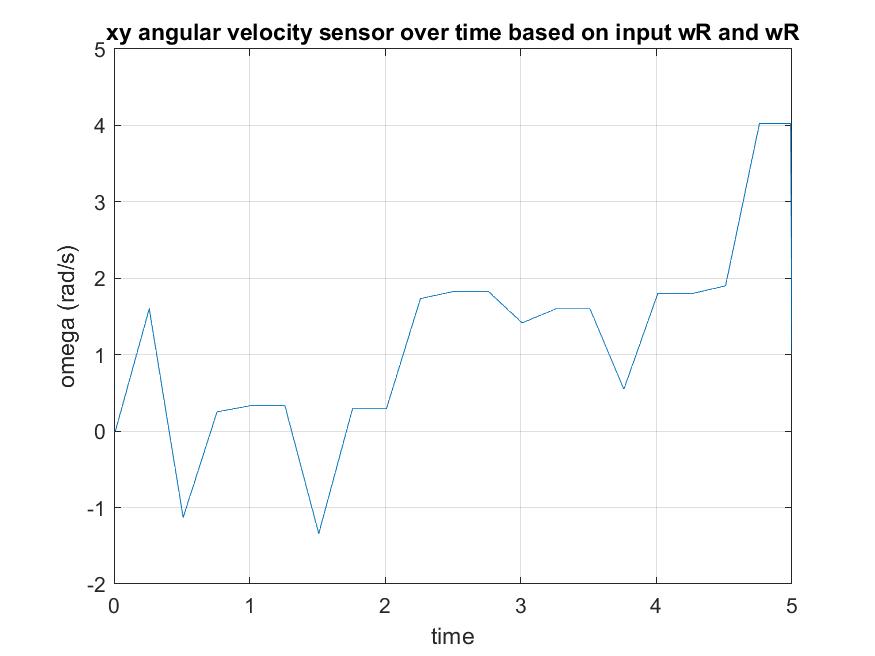 xy angular velocity sensor over time based on input wR and wR
5
4
3
2
1
0
-1
-2
omega (rad/s)
0 1 2 3 4 5
time